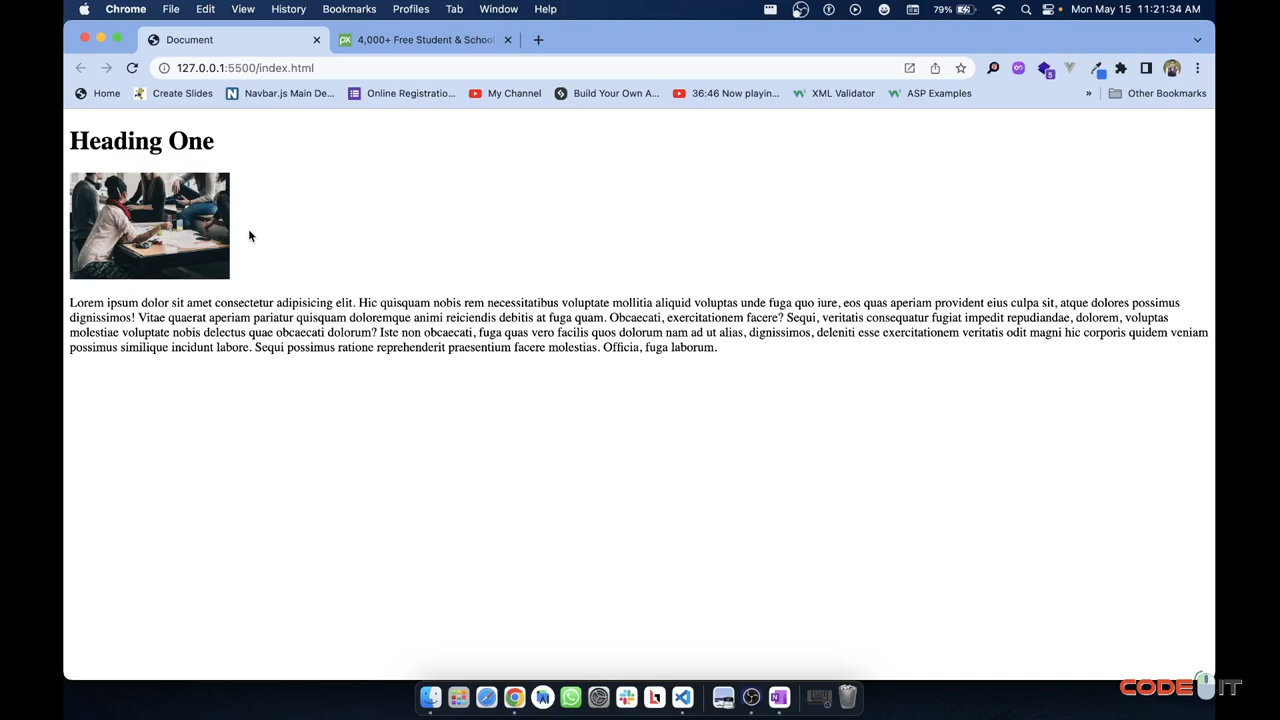 Chrome File Edit View History Bookmarks Profiles Tab Window Help 79% Mon May 15 11:21:34 AM
Document 4,000+ Free Student & School
127.0.0.1:5500/index.html
Home Create Slides Navbar.js Main De... Online Registratio... My Channel Build Your Own A... 36:46 Now playin... XML Validator ASP Examples » Other Bookmarks
Heading One
Lorem ipsum dolor sit amet consectetur adipisicing elit. Hic quisquam nobis rem necessitatibus voluptate mollitia aliquid voluptas unde fuga quo iure, eos quas aperiam provident eius culpa sit, atque dolores possimus
dignissimos! Vitae quaerat aperiam pariatur quisquam doloremque animi reiciendis debitis at fuga quam. Obcaecati, exercitationem facere? Sequi, veritatis consequatur fugiat impedit repudiandae, dolorem, voluptas
molestiae voluptate nobis delectus quae obcaecati dolorum? Iste non obcaecati, fuga quas vero facilis quos dolorum nam ad ut alias, dignissimos, deleniti esse exercitationem veritatis odit magni hic corporis quidem veniam
possimus similique incidunt labore. Sequi possimus ratione reprehenderit praesentium facere molestias. Officia, fuga laborum.
CODE IT